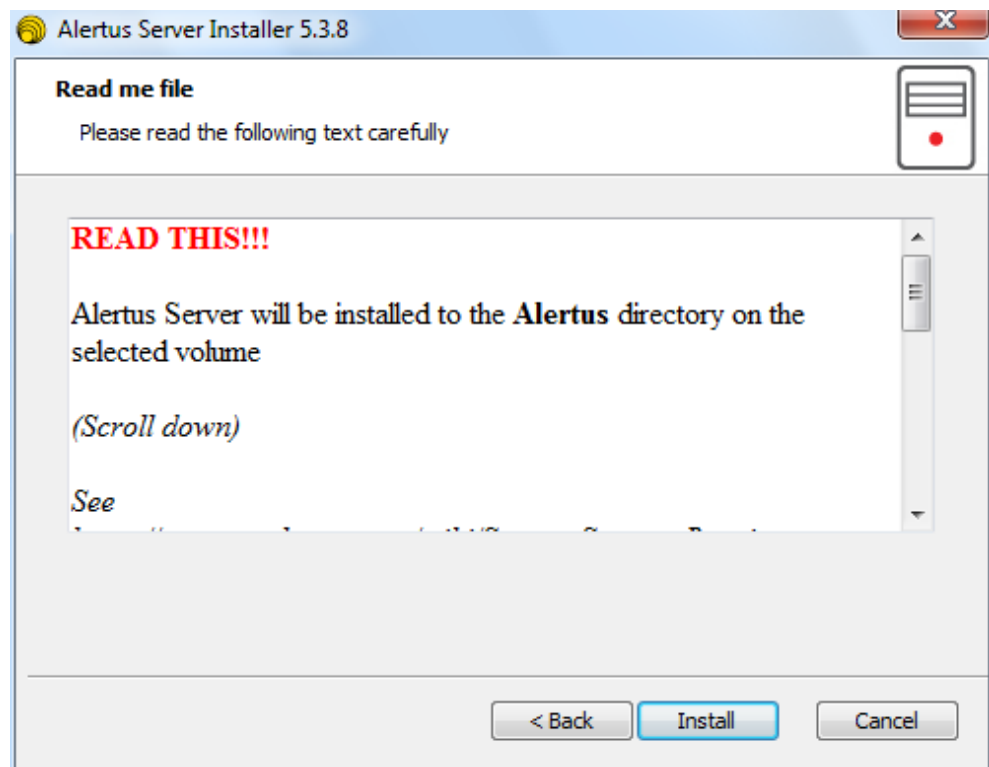 Alertus Server Installer 5.3.8
Read me file
Please read the following text carefully
READ THIS!!!
Alertus Server will be installed to the Alertus directory on the
selected volume
(Scroll down)
See
< Back Install Cancel